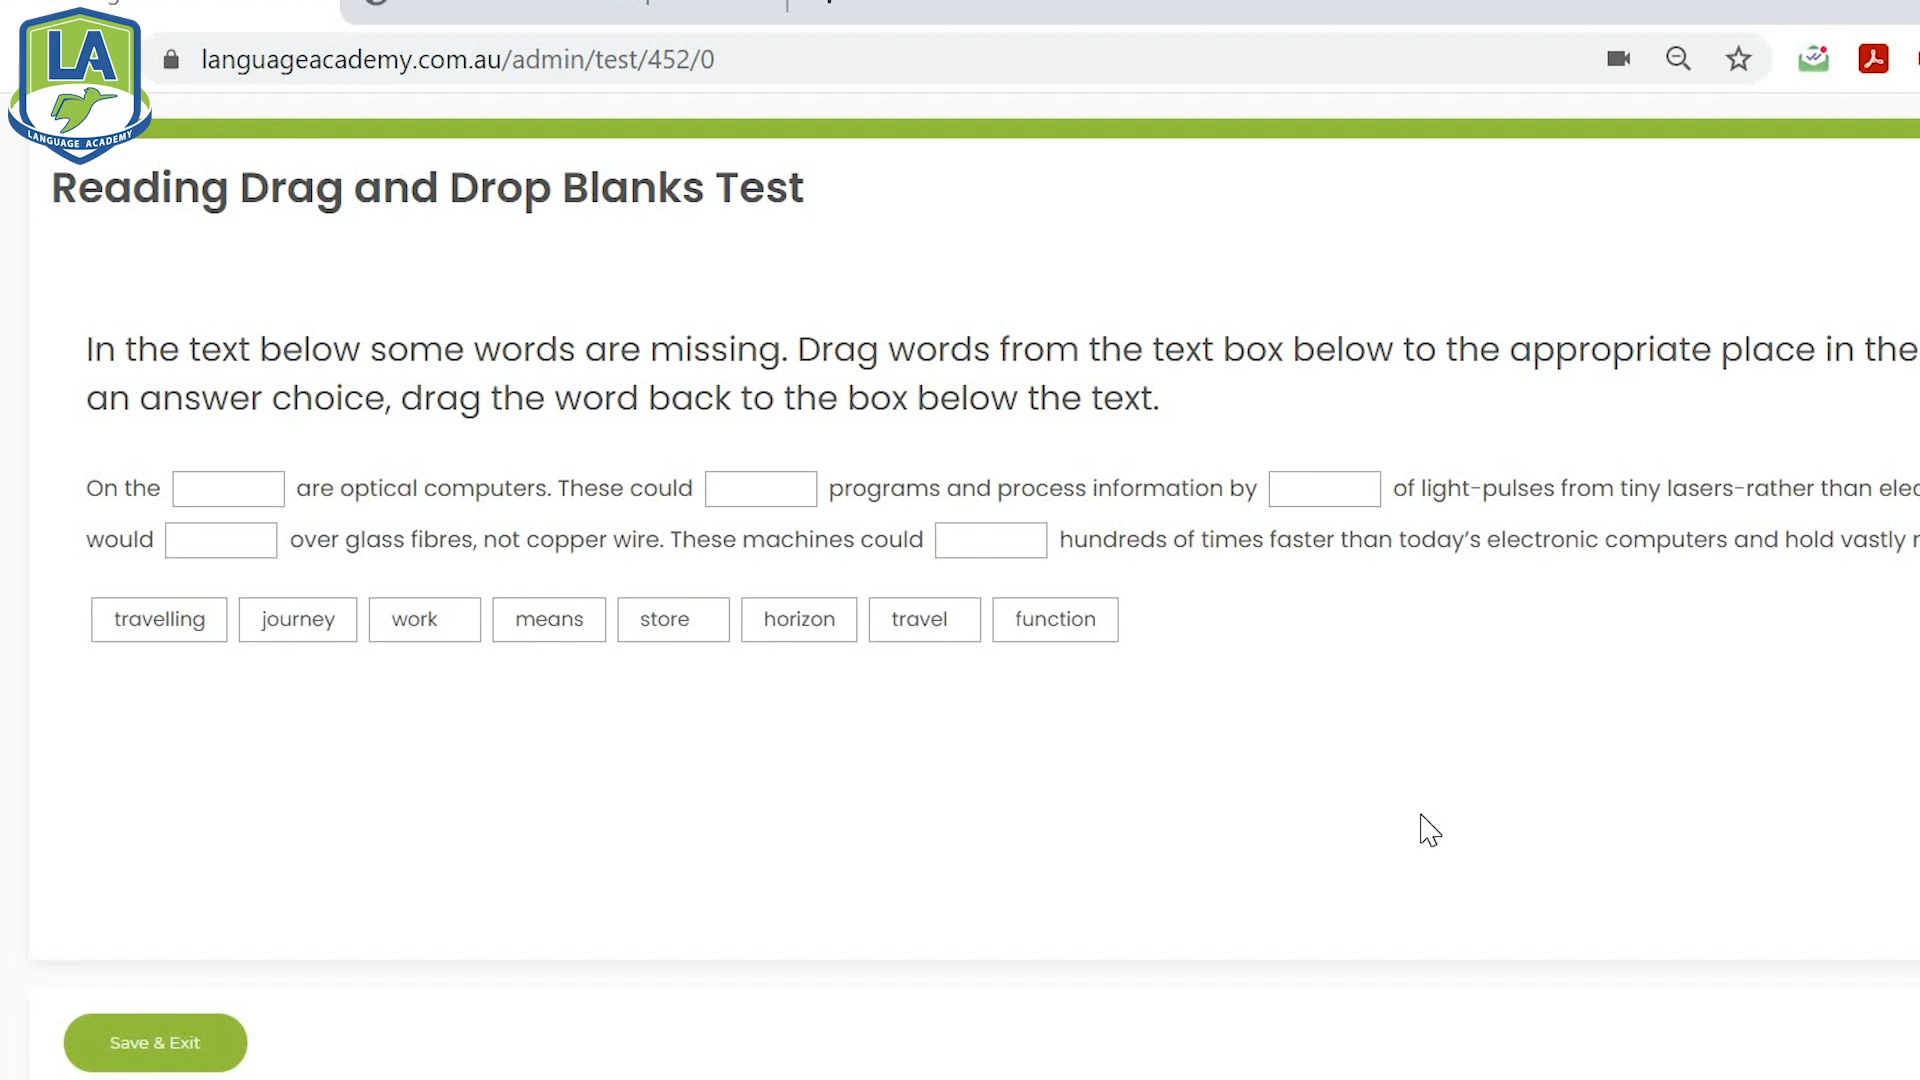 LA
LANGUAGE ACADEMY
languageacademy.com.au/admin/test/452/0
Reading Drag and Drop Blanks Test
In the text below some words are missing. Drag words from the text box below to the appropriate place in the
an answer choice, drag the word back to the box below the text.
On the are optical computers. These could programs and process information by of light-pulses from tiny lasers-rather than elec
would over glass fibres, not copper wire. These machines could hundreds of times faster than today's electronic computers and hold vastly
travelling journey work means store horizon travel function
Save & Exit